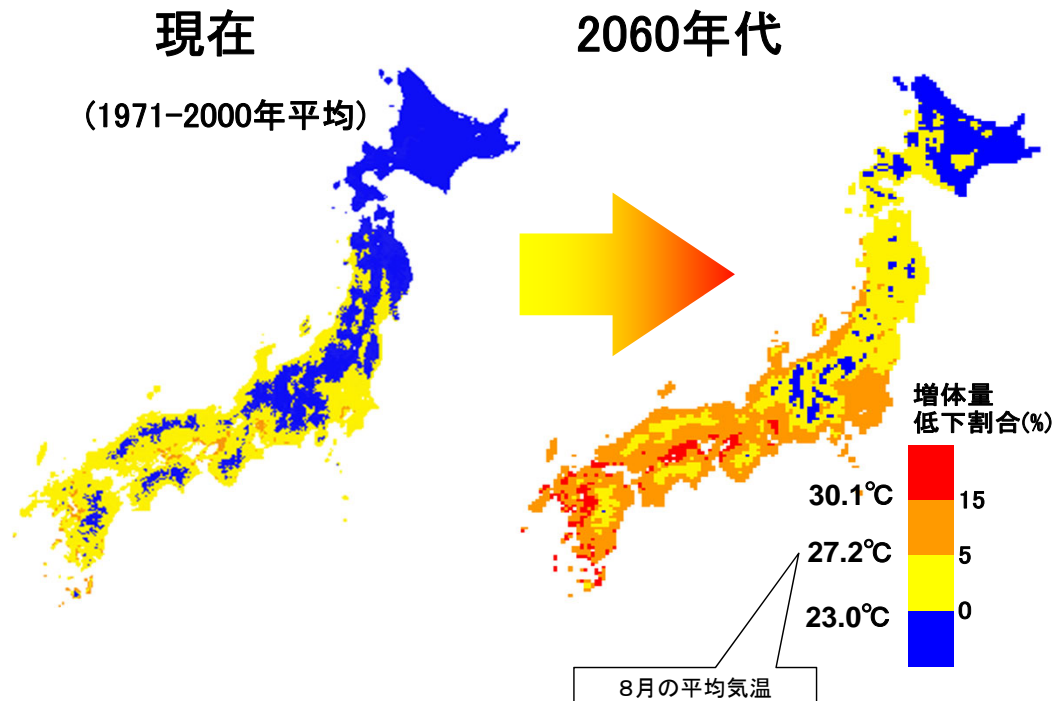 現在
2060年代
(1971-2000年平均)
増体量
低下割合(%)
30.1℃
15
27.2℃
5
23.0℃
0
８月の平均気温